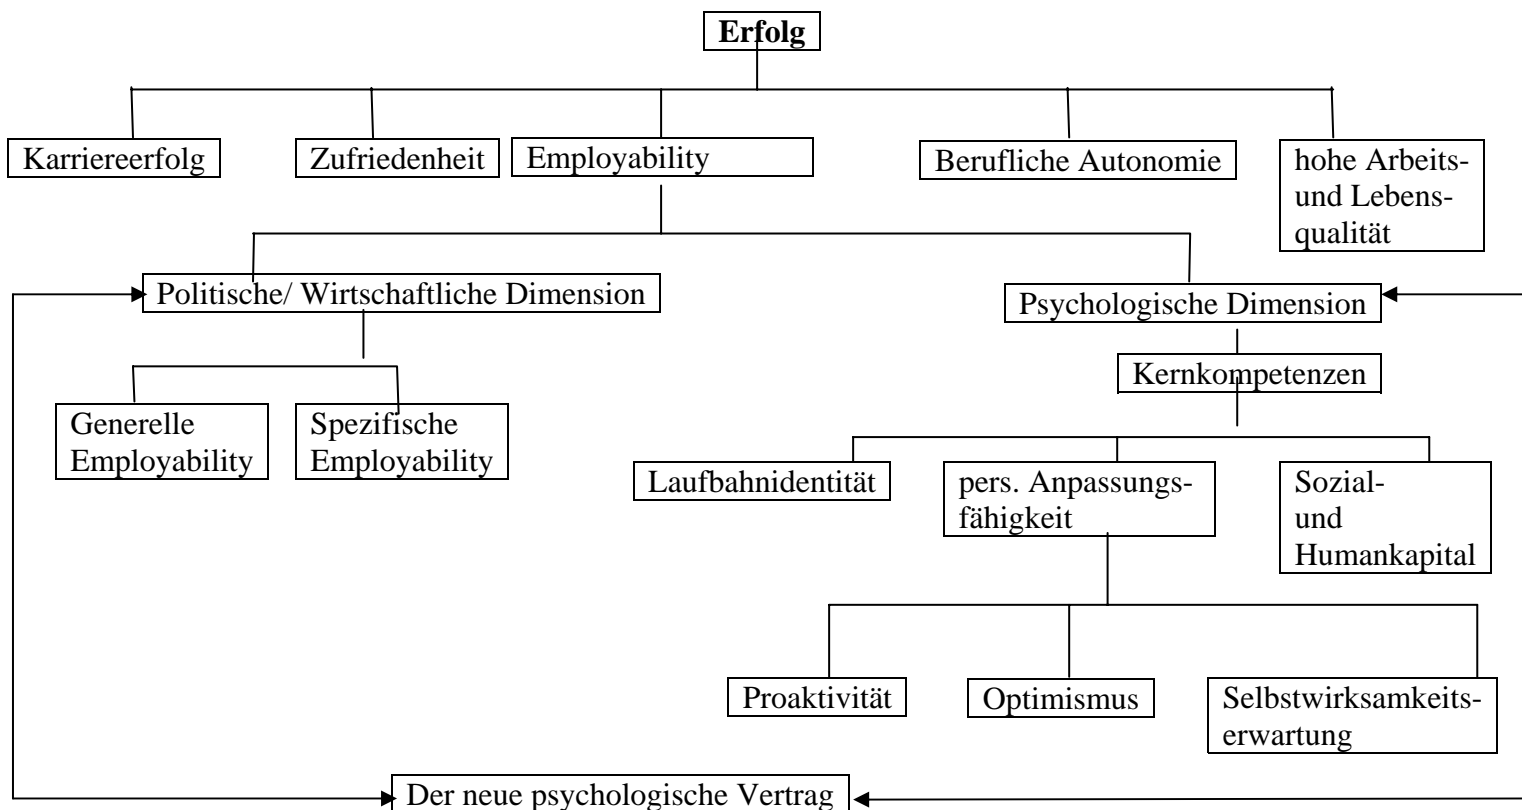 Erfolg
Karriereerfolg
Zufriedenheit
Employability
Berufliche Autonomie
hohe Arbeits-
und Lebens-
qualität
Politische/ Wirtschaftliche Dimension
Psychologische Dimension
Kernkompetenzen
Generelle
Employability
Spezifische
Employability
Laufbahnidentität
pers. Anpassungs-
fähigkeit
Sozial-
und
Humankapital
Proaktivität
Optimismus
Selbstwirksamkeits-
erwartung
Der neue psychologische Vertrag